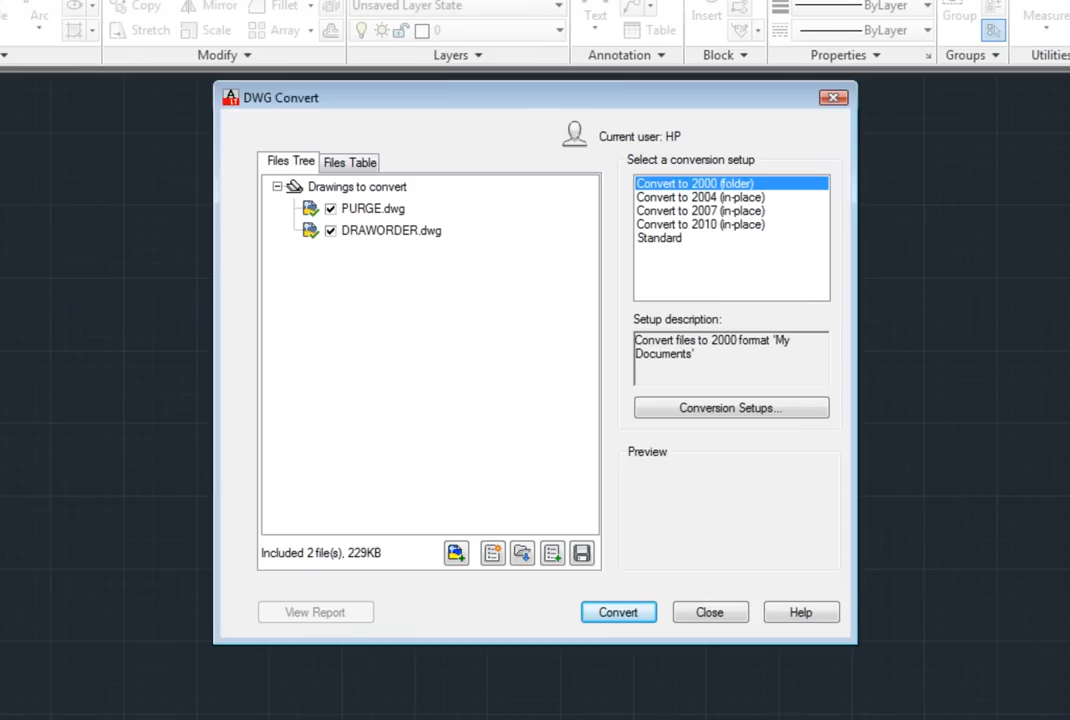 Arc
Copy
Mirror
Fillet
Stretch
Scale
Array
Modify
Unsaved Layer State
0
Layers
Text
Table
Annotation
Insert
Block
ByLayer
ByLayer
Properties
Group
Groups
Measure
Utilities
DWG Convert
Current user: HP
Files Tree
Files Table
Drawings to convert
PURGE.dwg
DRAWORDER.dwg
Included 2 file(s), 229KB
Select a conversion setup
Convert to 2000 (folder)
Convert to 2004 (in-place)
Convert to 2007 (in-place)
Convert to 2010 (in-place)
Standard
Setup description:
Convert files to 2000 format 'My
Documents'
Conversion Setups...
Preview
View Report
Convert
Close
Help